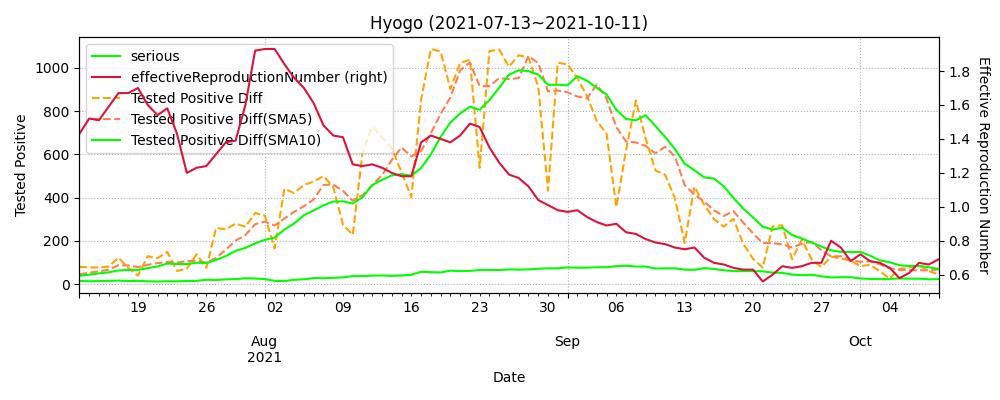 Hyogo (2021-07-13~2021-10-11)
serious
effectiveReproductionNumber (right)
Tested Positive Diff
Tested Positive Diff(SMA5)
Tested Positive Diff(SMA10)
Tested Positive
1000
800
600
400
200
0
1.8
1.6
1.4
1.2
1.0
0.8
0.6
Effective Reproduction Number
19 26 02 09 16 23 30 06 13 20 27 04
Aug Sep Oct
2021
Date